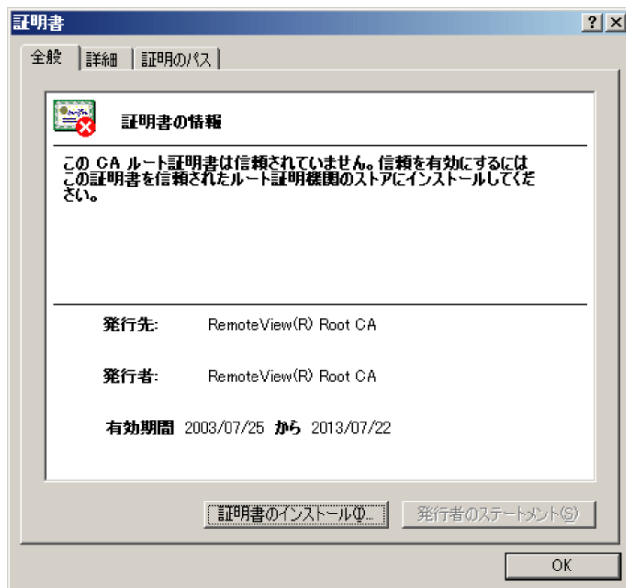 証明書
全般
詳細
証明のパス
証明書の情報
この CA ルート証明書は信頼されていません。信頼を有効にするには
この証明書を信頼されたルート証明機関のストアにインストールしてくだ
さい。
発行先: RemoteView(R) Root CA
発行者: RemoteView(R) Root CA
有効期間 2003/07/25 から 2013/07/22
証明書のインストール(I)...
発行者のステートメント(S)
OK